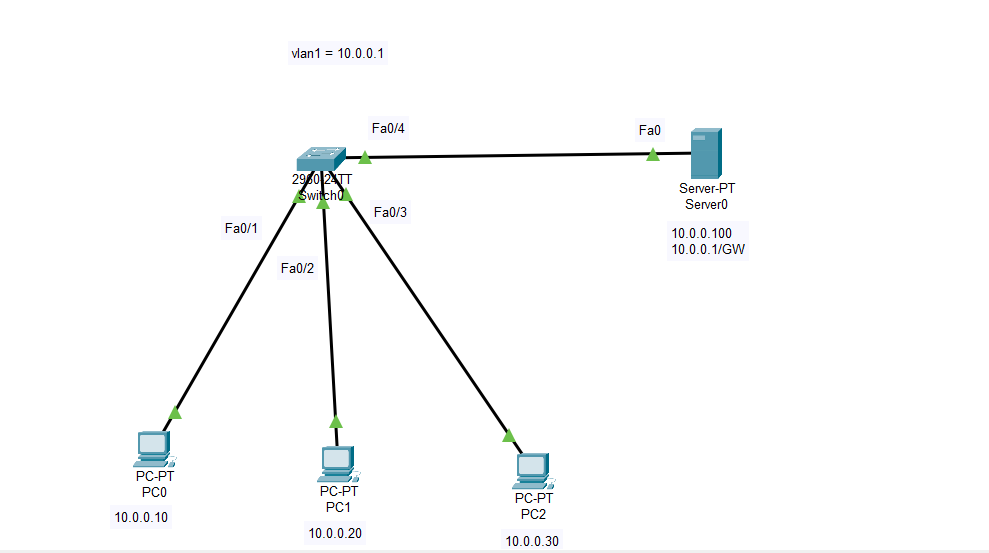 vlan1 = 10.0.0.1
Fa0/4
Fa0
2960-24TT
Switch0
Server-PT
Server0
Fa0/3
Fa0/1
10.0.0.100
10.0.0.1/GW
Fa0/2
PC-PT
PC0
10.0.0.10
PC-PT
PC1
10.0.0.20
PC-PT
PC2
10.0.0.30